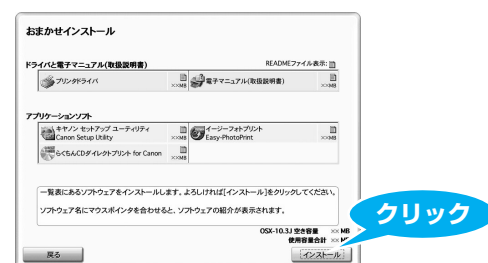 おまかせインストール
ドライバと電子マニュアル(取扱説明書) READMEファイル表示:
プリンタドライバ ××MB 電子マニュアル(取扱説明書) ××MB
アプリケーションソフト
キヤノン セットアップ ユーティリティ イージーフォトプリント
Canon Setup Utility ××MB Easy-PhotoPrint ××MB
らくちんCDダイレクトプリント for Canon ××MB
一覧表にあるソフトウェアをインストールします。よろしければ[インストール]をクリックしてください。
ソフトウェア名にマウスポインタを合わせると、ソフトウェアの紹介が表示されます。
クリック
OSX-10.3J 空き容量 ×× MB
使用容量合計 ××
戻る インストール